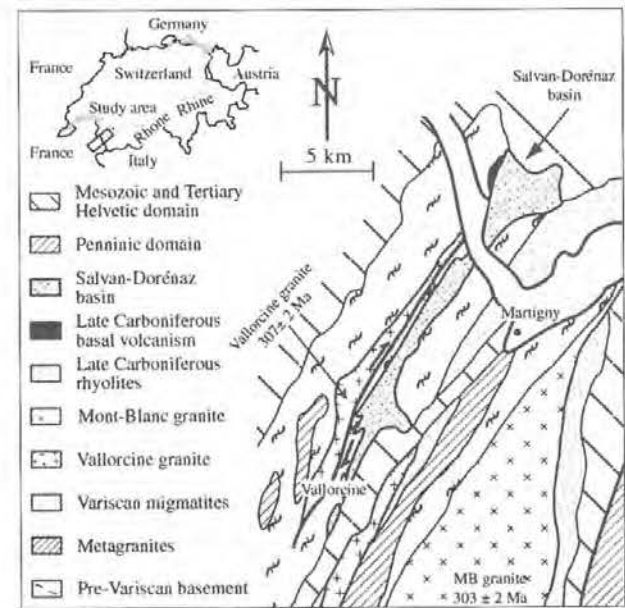 Germany
France
Switzerland
Austria
Study area
Rhone
Rhine
France
Italy
N
5 km
Salvan-Dorénaz
basin
Mesozoic and Tertiary
Helvetic domain
Penninic domain
Salvan-Dorénaz
basin
Late Carboniferous
basal volcanism
Late Carboniferous
rhyolites
Mont-Blanc granite
Vallorcine granite
Variscan migmatites
Metagranites
Pre-Variscan basement
Vallorcine granite
307± 2 Ma
Martigny
Vallorcine
MB granite
303 ± 2 Ma